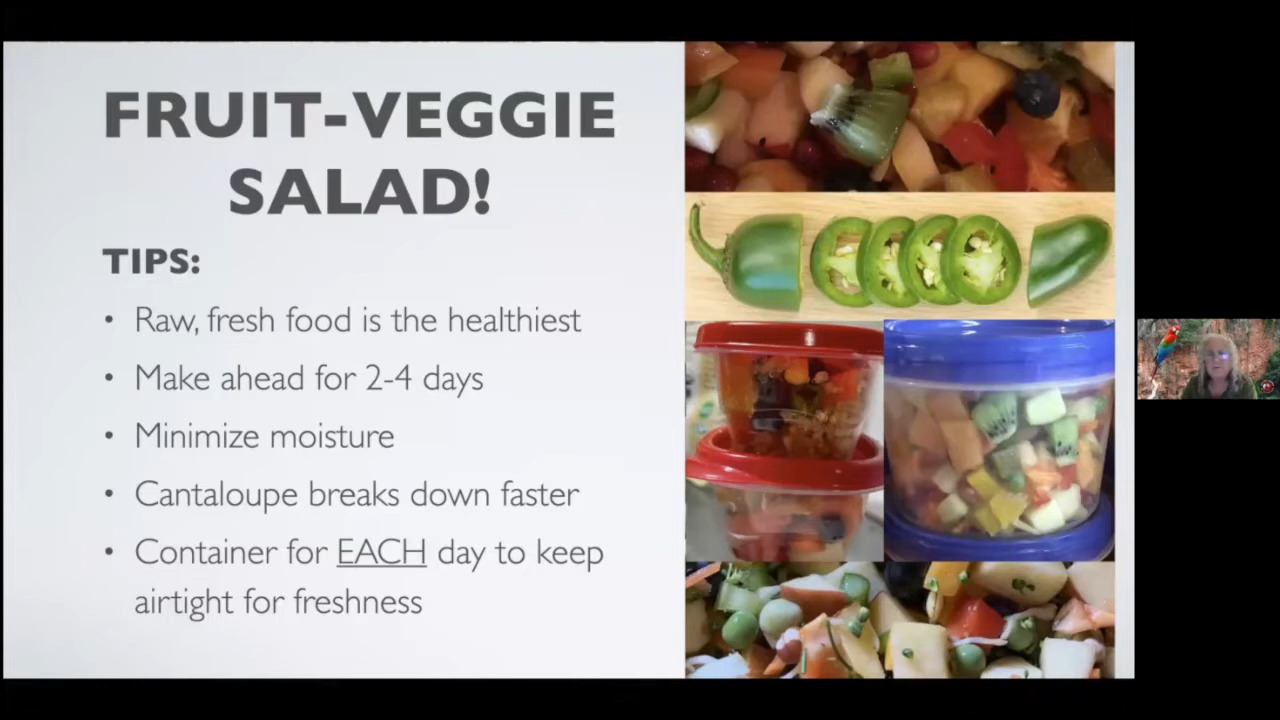 FRUIT-VEGGIE
SALAD!
TIPS:
• Raw, fresh food is the healthiest
• Make ahead for 2-4 days
• Minimize moisture
• Cantaloupe breaks down faster
• Container for EACH day to keep
airtight for freshness